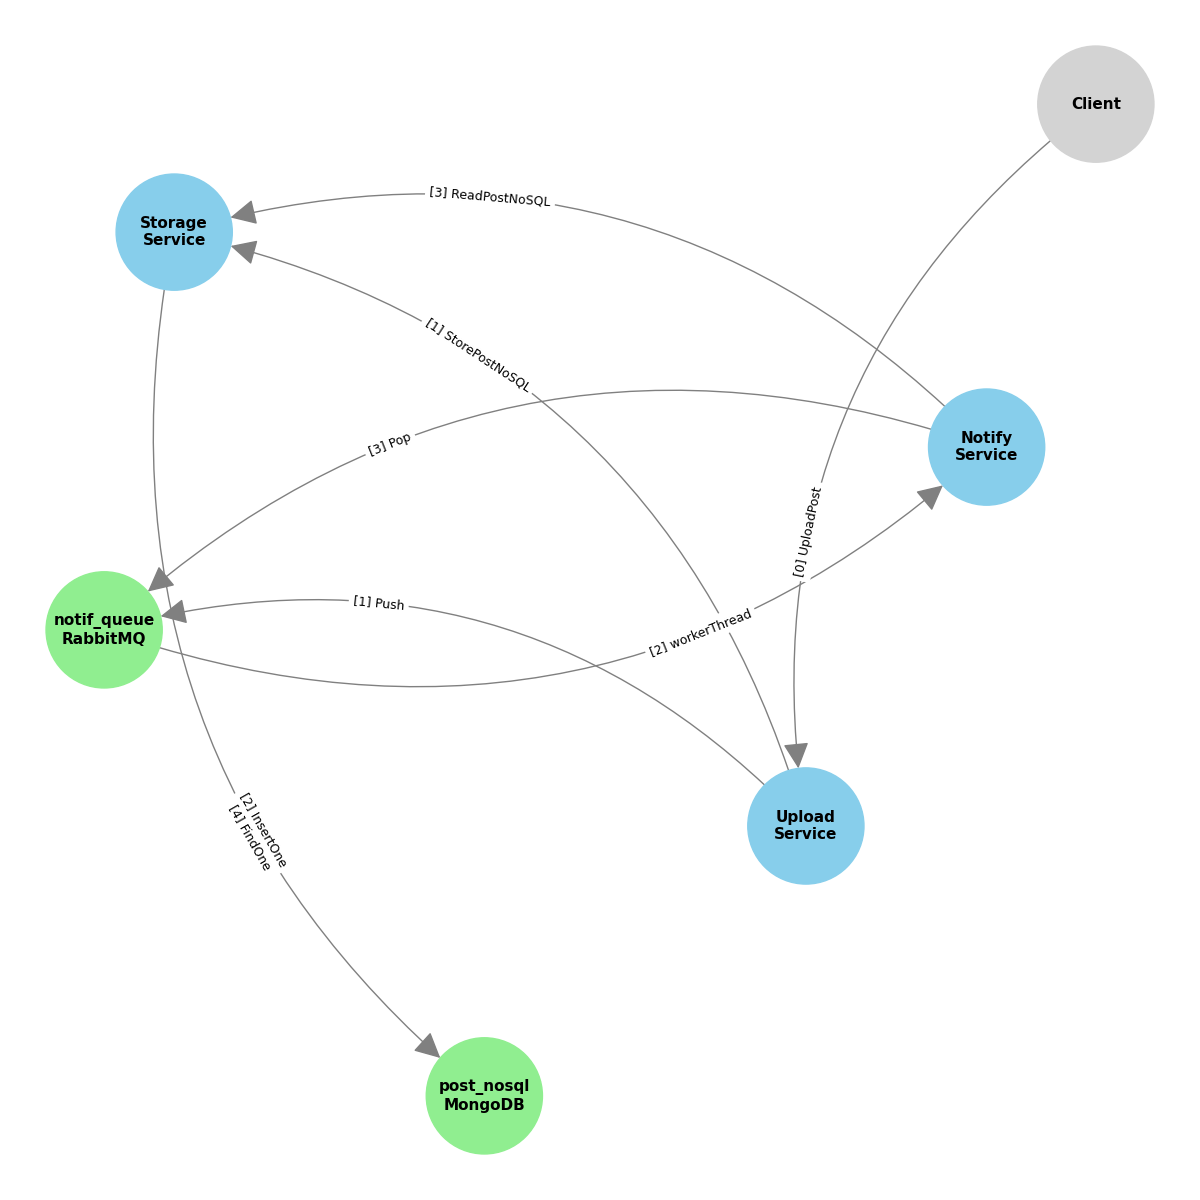 Client
[3] ReadPostNoSQL
Storage
Service
[1] StorePostNoSQL
[3] Pop
Notify
Service
[0] UploadPost
notif_queue
RabbitMQ
[1] Push
[2] workerThread
[2] InsertOne
[4] FindOne
Upload
Service
post_nosql
MongoDB